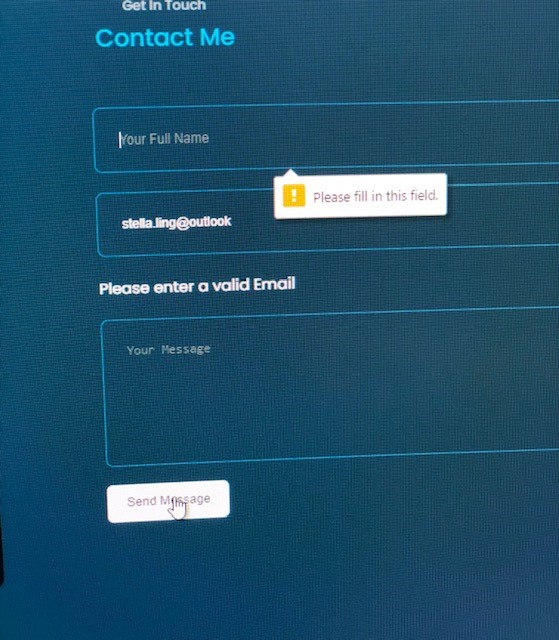 Get In Touch
Contact Me
Your Full Name
! Please fill in this field.
stella.ling@outlook
Please enter a valid Email
Your Message
Send Message